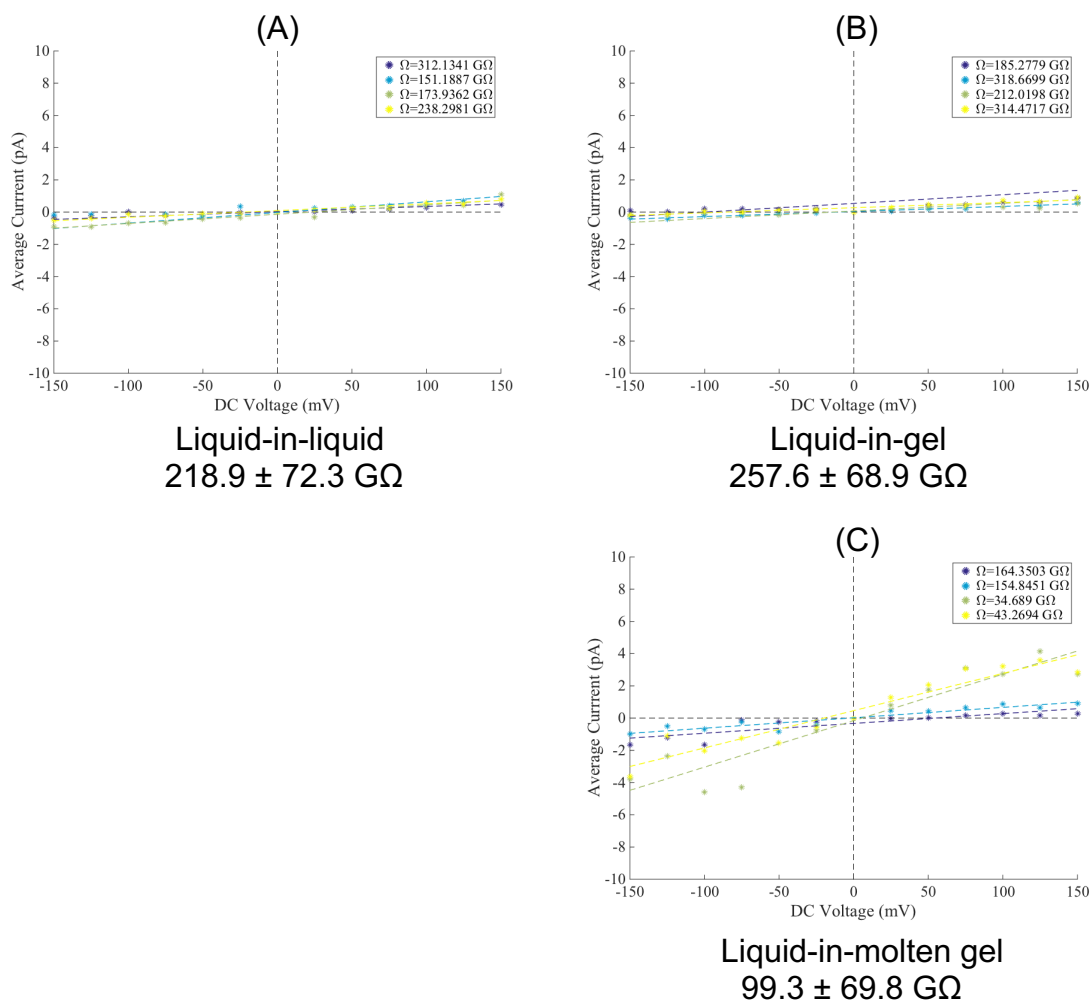 (A)
10
8
6
4
2
0
-2
-4
-6
-8
-10
Average Currrent (pA)
Ω=312.1341 GΩ
Ω=151.1887 GΩ
Ω=173.9362 GΩ
Ω=238.2981 GΩ
-150 -100 -50 0 50 100 150
DC Voltage (mV)
Liquid-in-liquid
218.9 ± 72.3 GΩ
(B)
10
8
6
4
2
0
-2
-4
-6
-8
-10
Average Currrent (pA)
Ω=185.2779 GΩ
Ω=318.6699 GΩ
Ω=212.0198 GΩ
Ω=314.4717 GΩ
-150 -100 -50 0 50 100 150
DC Voltage (mV)
Liquid-in-gel
257.6 ± 68.9 GΩ
(C)
10
8
6
4
2
0
-2
-4
-6
-8
-10
Average Currrent (pA)
Ω=164.3503 GΩ
Ω=154.8451 GΩ
Ω=34.689 GΩ
Ω=43.2694 GΩ
-150 -100 -50 0 50 100 150
DC Voltage (mV)
Liquid-in-molten gel
99.3 ± 69.8 GΩ